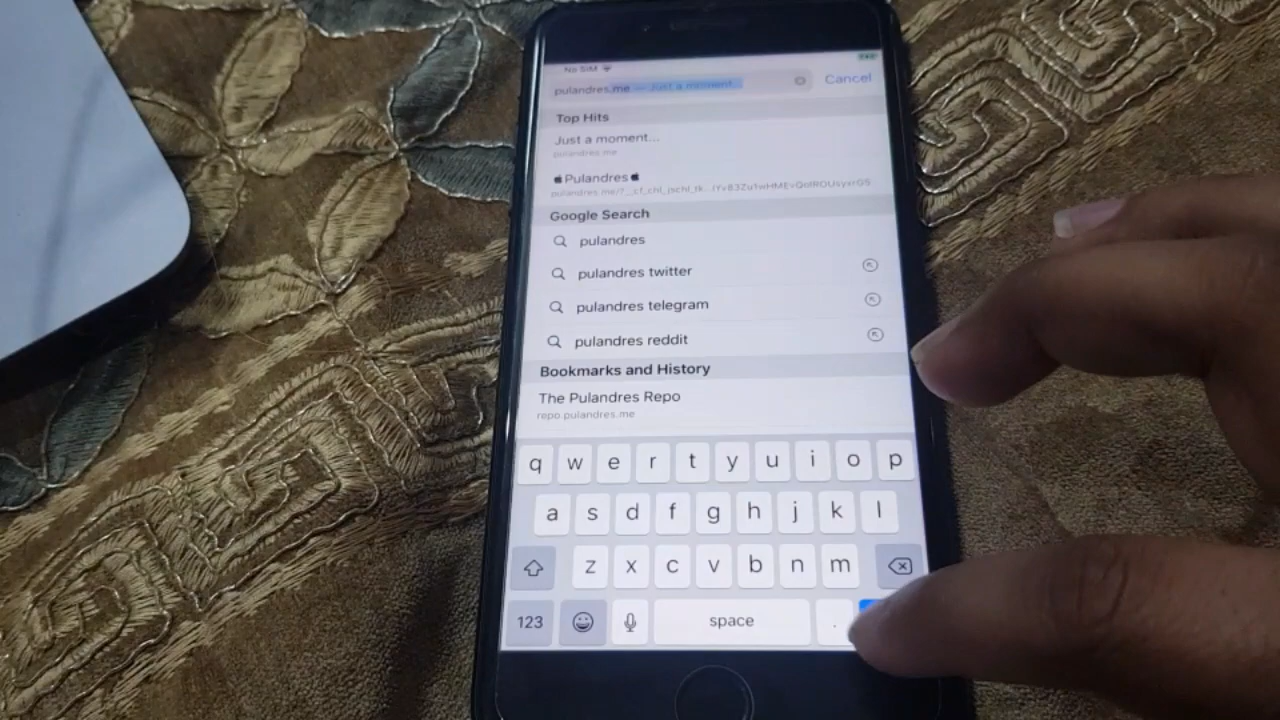 No SIM
pulandres.me — Just a moment...
Cancel
Top Hits
Just a moment...
pulandres.me
Pulandres
Google Search
pulandres
pulandres twitter
pulandres telegram
pulandres reddit
Bookmarks and History
The Pulandres Repo
repo.pulandres.me
q w e r t y u i o p
a s d f g h j k l
z x c v b n m
123 space .